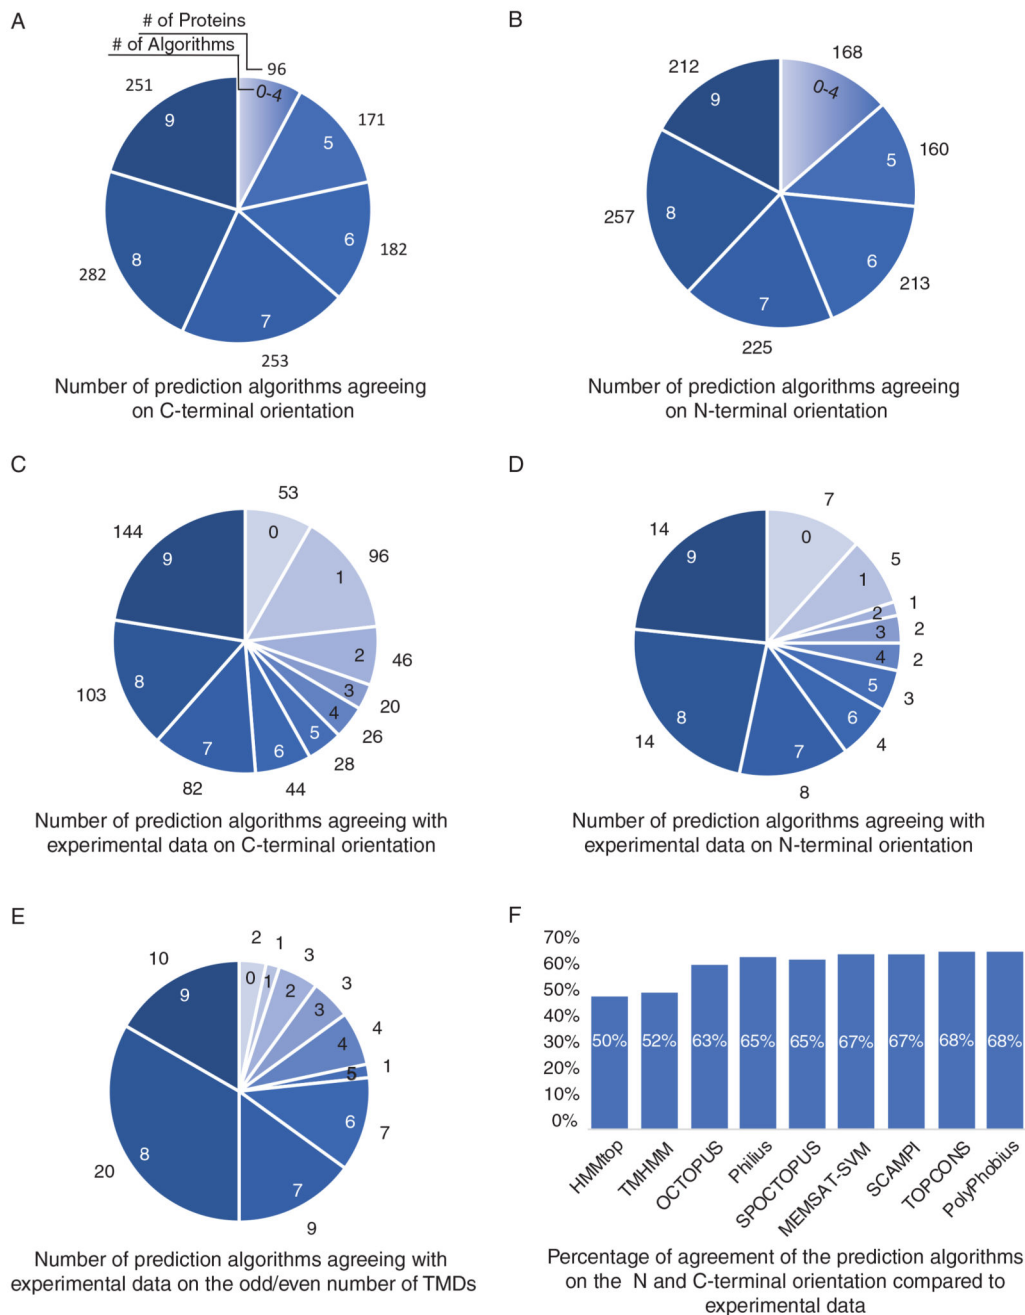 A
# of Proteins
# of Algorithms
96
0-4
251
9
171
5
6
182
8
282
7
253
Number of prediction algorithms agreeing
on C-terminal orientation
B
168
0-4
212
9
160
5
257
8
6
213
7
225
Number of prediction algorithms agreeing
on N-terminal orientation
C
53
0
144
9
96
1
2
46
3
20
4
26
5
28
6
44
7
82
8
103
Number of prediction algorithms agreeing with
experimental data on C-terminal orientation
D
7
0
14
9
5
1
1
2
2
3
2
4
3
5
4
6
8
7
14
8
Number of prediction algorithms agreeing with
experimental data on N-terminal orientation
E
2
0
1
1
3
2
3
3
4
4
1
5
7
6
9
7
20
8
10
9
Number of prediction algorithms agreeing with
experimental data on the odd/even number of TMDs
F
70%
60%
50%
40%
30%
20%
10%
0%
50% 52% 63% 65% 65% 67% 67% 68% 68%
HMMtop
TMHMM
OCTOPUS
Philius
SPOCTOPUS
MEMSAT-SVM
SCAMPI
TOPCONS
PolyPhobius
Percentage of agreement of the prediction algorithms
on the N and C-terminal orientation compared to
experimental data